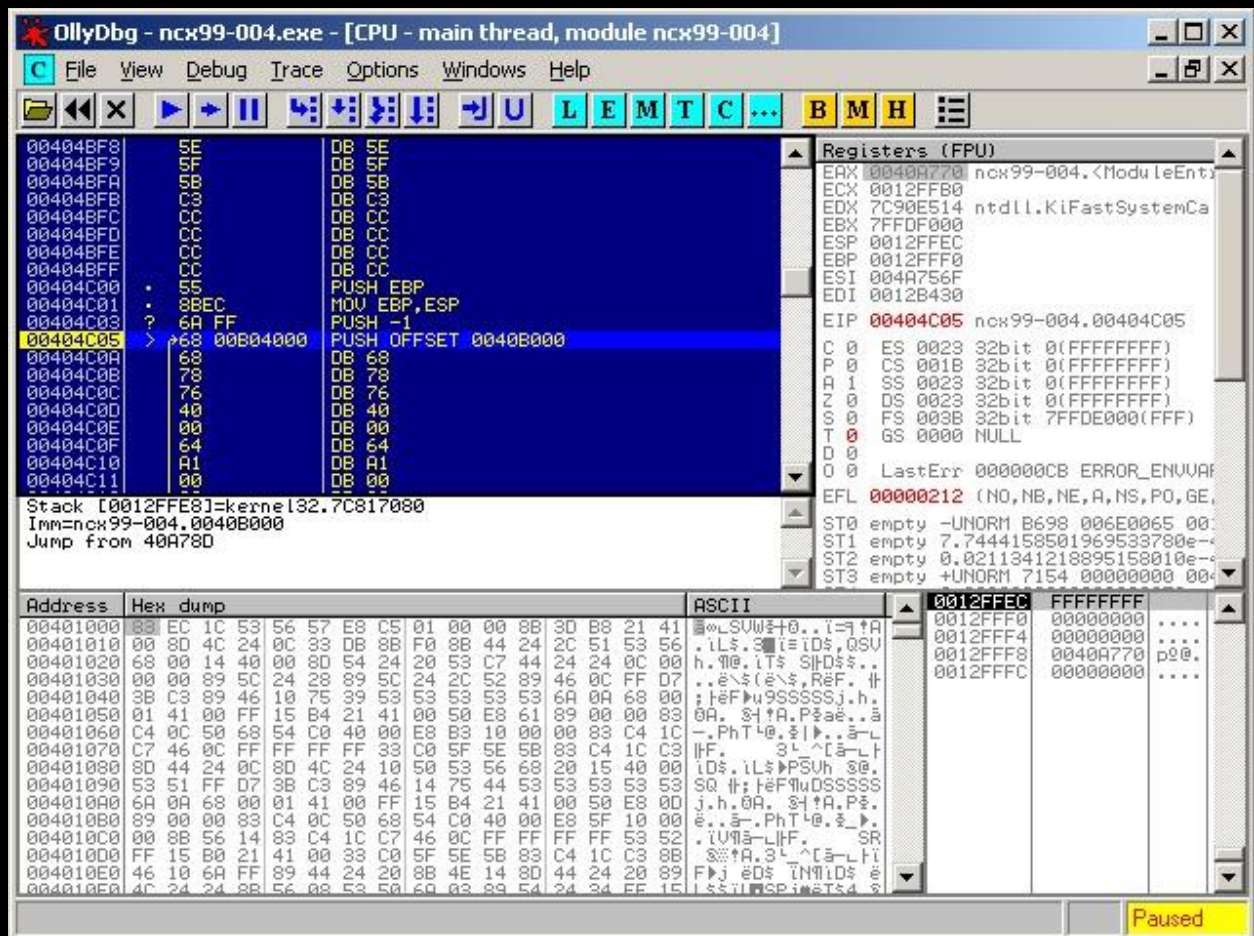 OllyDbg - ncx99-004.exe - [CPU - main thread, module ncx99-004]
C File View Debug Trace Options Windows Help
L E M T C ... B M H
00404BF8 5E DB 5E
00404BF9 5F DB 5F
00404BFA 5B DB 5B
00404BFB C3 DB C3
00404BFC CC DB CC
00404BFD CC DB CC
00404BFE CC DB CC
00404BFF CC DB CC
00404C00 . 55 PUSH EBP
00404C01 . 8BEC MOV EBP,ESP
00404C03 ? 6A FF PUSH -1
00404C05 > 68 00B04000 PUSH OFFSET 0040B000
00404C0A 68 DB 68
00404C0B 78 DB 78
00404C0C 76 DB 76
00404C0D 40 DB 40
00404C0E 00 DB 00
00404C0F 64 DB 64
00404C10 A1 DB A1
00404C11 00 DB 00
Stack [0012FFE8]=kernel32.7C817080
Imm=ncx99-004.0040B000
Jump from 40A78D
Registers (FPU)
EAX 0040A770 ncx99-004.<ModuleEnt
ECX 0012FFB0
EDX 7C90E514 ntdll.KiFastSystemCa
EBX 7FFDF000
ESP 0012FFEC
EBP 0012FFF0
ESI 004A756F
EDI 0012B430
EIP 00404C05 ncx99-004.00404C05
C 0 ES 0023 32bit 0(FFFFFFFF)
P 0 CS 001B 32bit 0(FFFFFFFF)
A 1 SS 0023 32bit 0(FFFFFFFF)
Z 0 DS 0023 32bit 0(FFFFFFFF)
S 0 FS 003B 32bit 7FFDE000(FFF)
T 0 GS 0000 NULL
D 0
O 0 LastErr 000000CB ERROR_ENVVAR
EFL 00000212 (NO,NB,NE,A,NS,PO,GE,
ST0 empty -UNORM B698 006E0065 00
ST1 empty 7.7444158501969533780e-
ST2 empty 0.0211341218895158010e-
ST3 empty +UNORM 7154 00000000 00
Address Hex dump ASCII
00401000 83 EC 1C 53 56 57 E8 C5 01 00 00 8B 3D B8 21 41
00401010 00 8D 4C 24 0C 33 DB 8B F0 8B 44 24 2C 51 53 56
00401020 68 00 14 40 00 8D 54 24 20 53 C7 44 24 24 0C 00
00401030 00 00 89 5C 24 28 89 5C 24 2C 52 89 46 0C FF D7
00401040 3B C3 89 46 10 75 39 53 53 53 53 53 6A 0A 68 00
00401050 01 41 00 FF 15 B4 21 41 00 50 E8 61 89 00 00 83
00401060 C4 0C 50 68 54 C0 40 00 E8 B3 10 00 00 83 C4 1C
00401070 C7 46 0C FF FF FF FF 33 C0 5F 5E 5B 83 C4 1C C3
00401080 8D 44 24 0C 8D 4C 24 10 50 53 56 68 20 15 40 00
00401090 53 51 FF D7 3B C3 89 46 14 75 44 53 53 53 53 53
004010A0 6A 0A 68 00 01 41 00 FF 15 B4 21 41 00 50 E8 0D
004010B0 89 00 00 83 C4 0C 50 68 54 C0 40 00 E8 5F 10 00
004010C0 00 8B 56 14 83 C4 1C C7 46 0C FF FF FF FF 53 52
004010D0 FF 15 B0 21 41 00 33 C0 5F 5E 5B 83 C4 1C C3 8B
004010E0 46 10 6A FF 89 44 24 20 8B 4E 14 8D 44 24 20 89
0012FFEC FFFFFFFF
0012FFF0 00000000 ....
0012FFF4 00000000 ....
0012FFF8 0040A770 pº@.
0012FFFC 00000000 ....
Paused